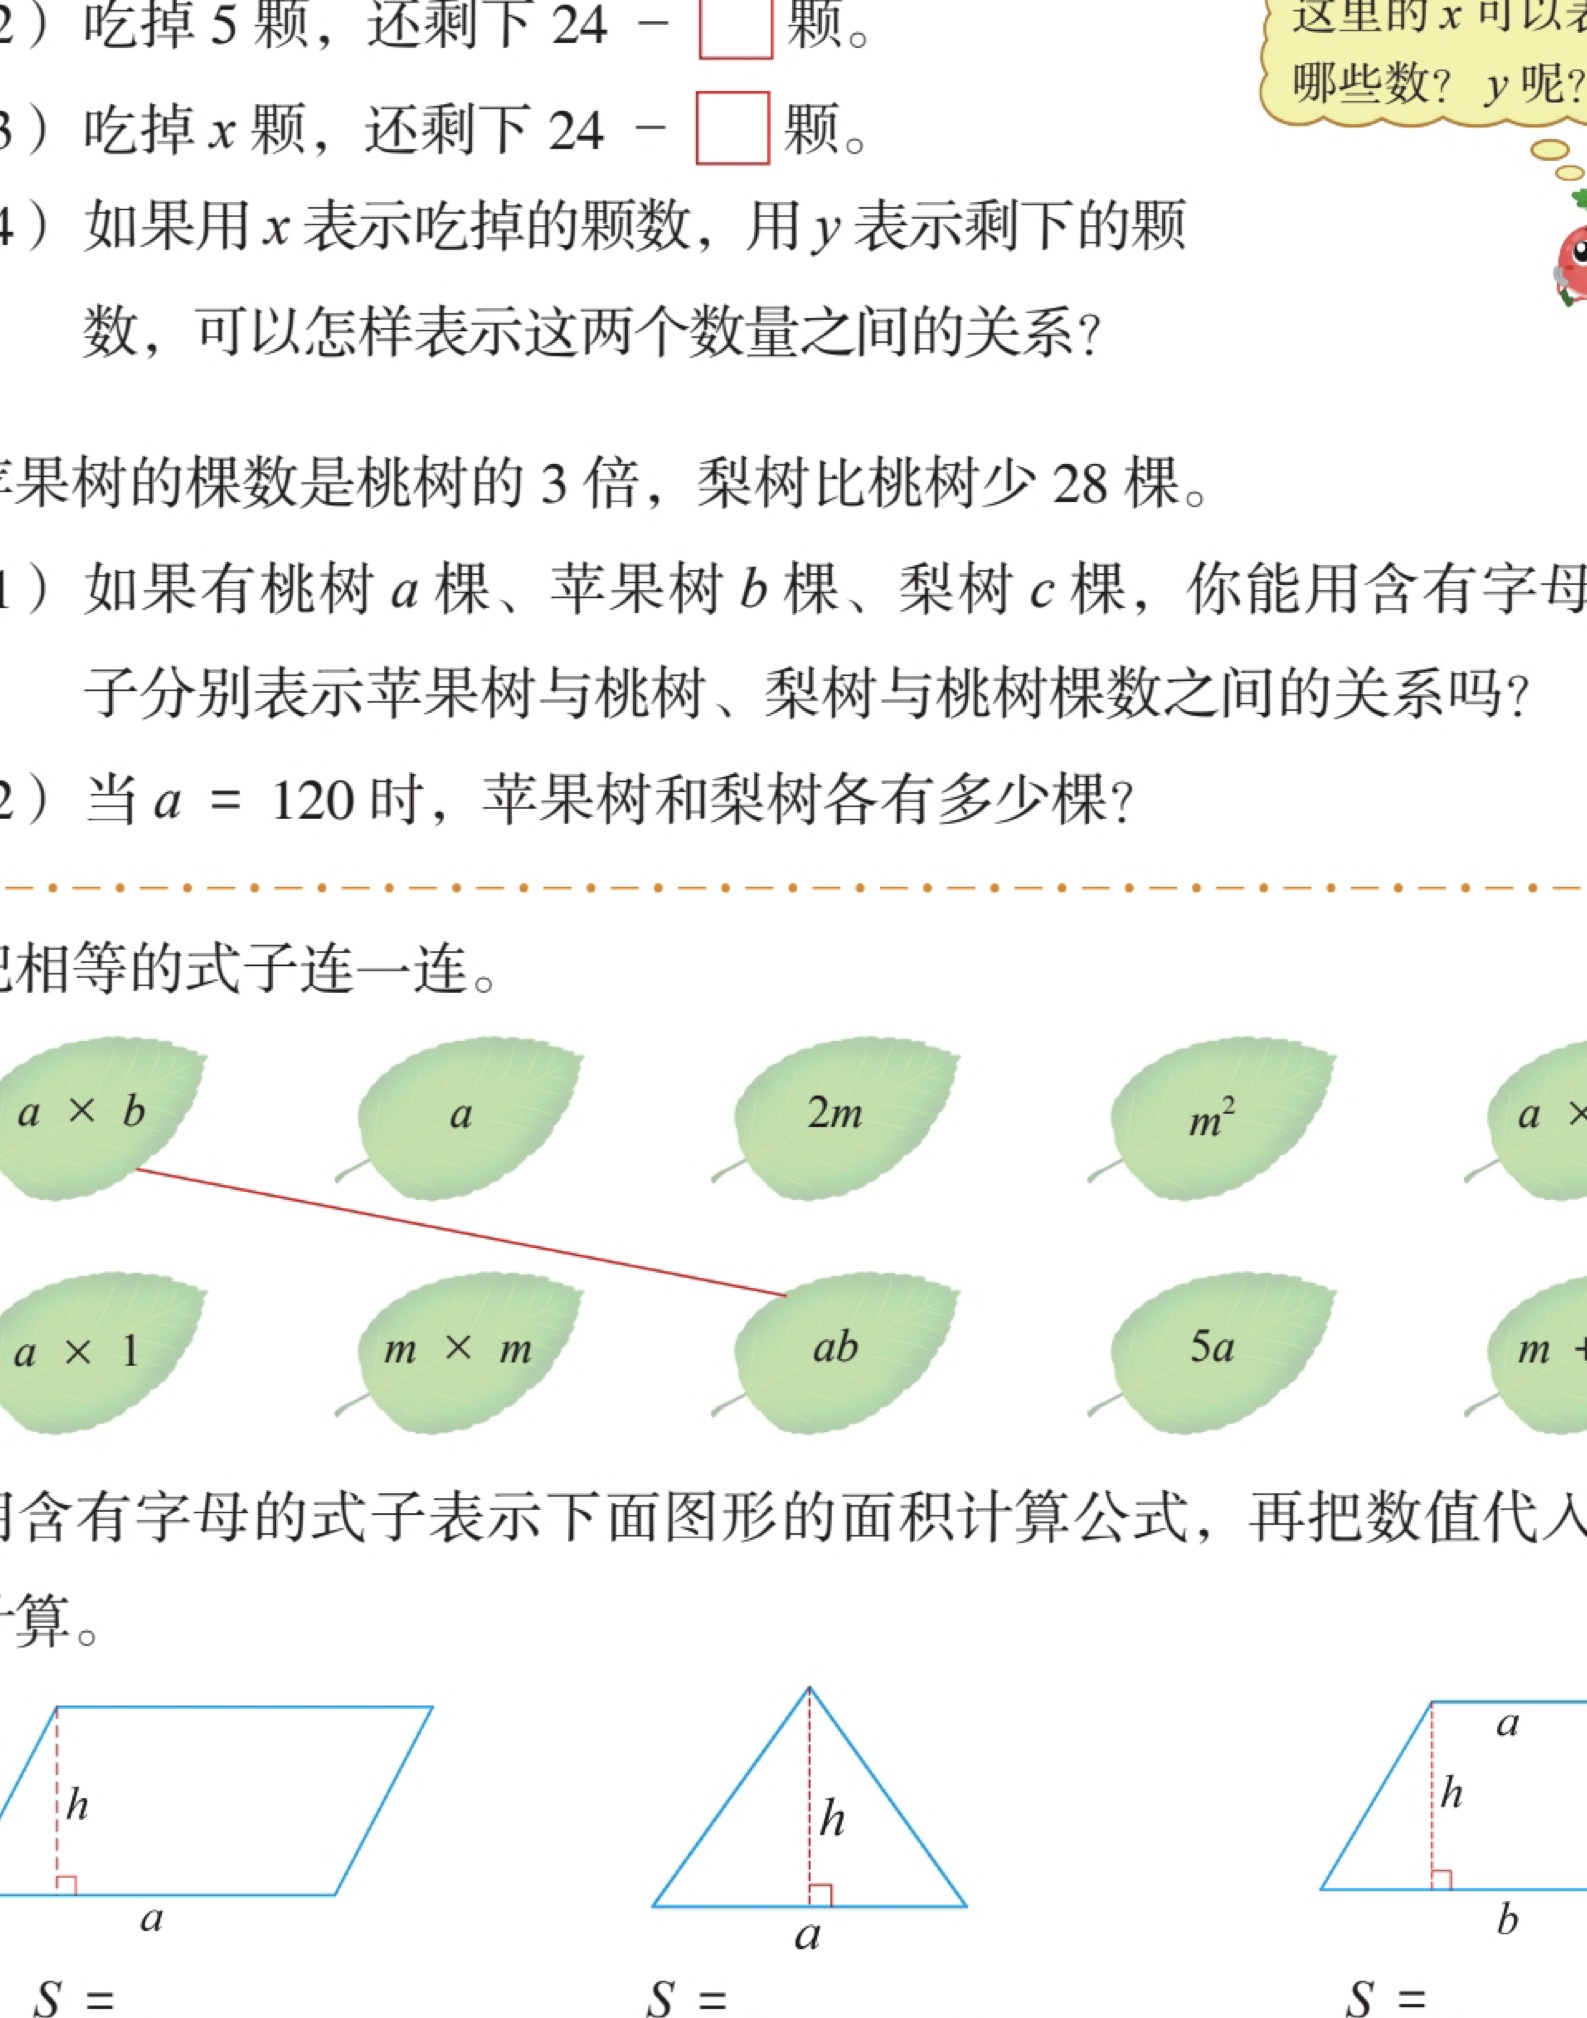 2）吃掉 5 颗，还剩下 24 - □ 颗。
这里的 x 可以表
哪些数？ y 呢？
3）吃掉 x 颗，还剩下 24 - □ 颗。
4）如果用 x 表示吃掉的颗数，用 y 表示剩下的颗
数，可以怎样表示这两个数量之间的关系？
苹果树的棵数是桃树的 3 倍，梨树比桃树少 28 棵。
1）如果有桃树 a 棵、苹果树 b 棵、梨树 c 棵，你能用含有字母
子分别表示苹果树与桃树、梨树与桃树棵数之间的关系吗？
2）当 a = 120 时，苹果树和梨树各有多少棵？
把相等的式子连一连。
a × b a 2m m² a ×
a × 1 m × m ab 5a m +
用含有字母的式子表示下面图形的面积计算公式，再把数值代入
计算。
h
a
h
a
a
h
b
S = S = S =